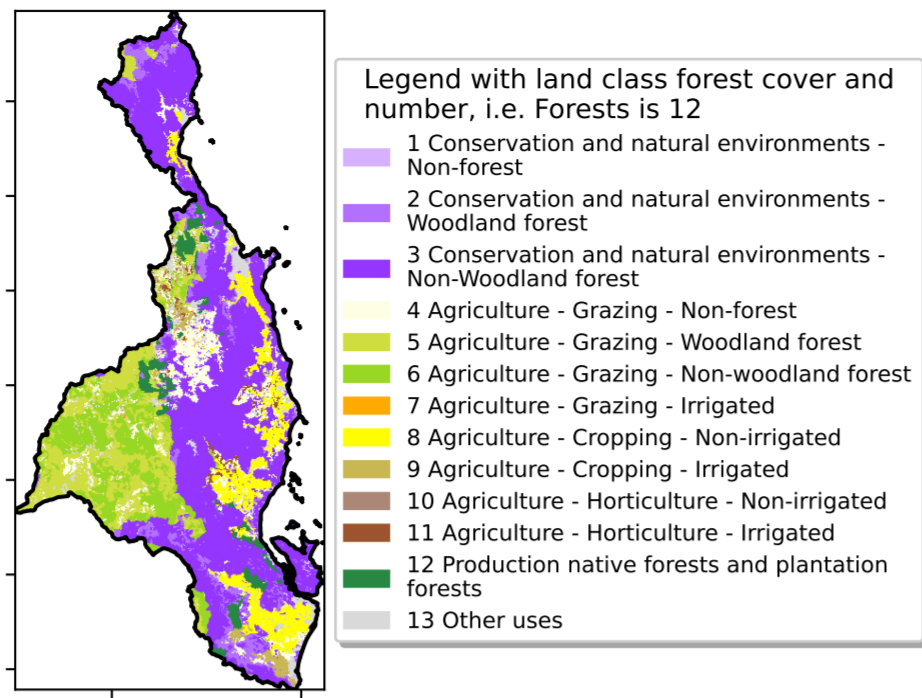 Legend with land class forest cover and
number, i.e. Forests is 12
1 Conservation and natural environments -
Non-forest
2 Conservation and natural environments -
Woodland forest
3 Conservation and natural environments -
Non-Woodland forest
4 Agriculture - Grazing - Non-forest
5 Agriculture - Grazing - Woodland forest
6 Agriculture - Grazing - Non-woodland forest
7 Agriculture - Grazing - Irrigated
8 Agriculture - Cropping - Non-irrigated
9 Agriculture - Cropping - Irrigated
10 Agriculture - Horticulture - Non-irrigated
11 Agriculture - Horticulture - Irrigated
12 Production native forests and plantation
forests
13 Other uses